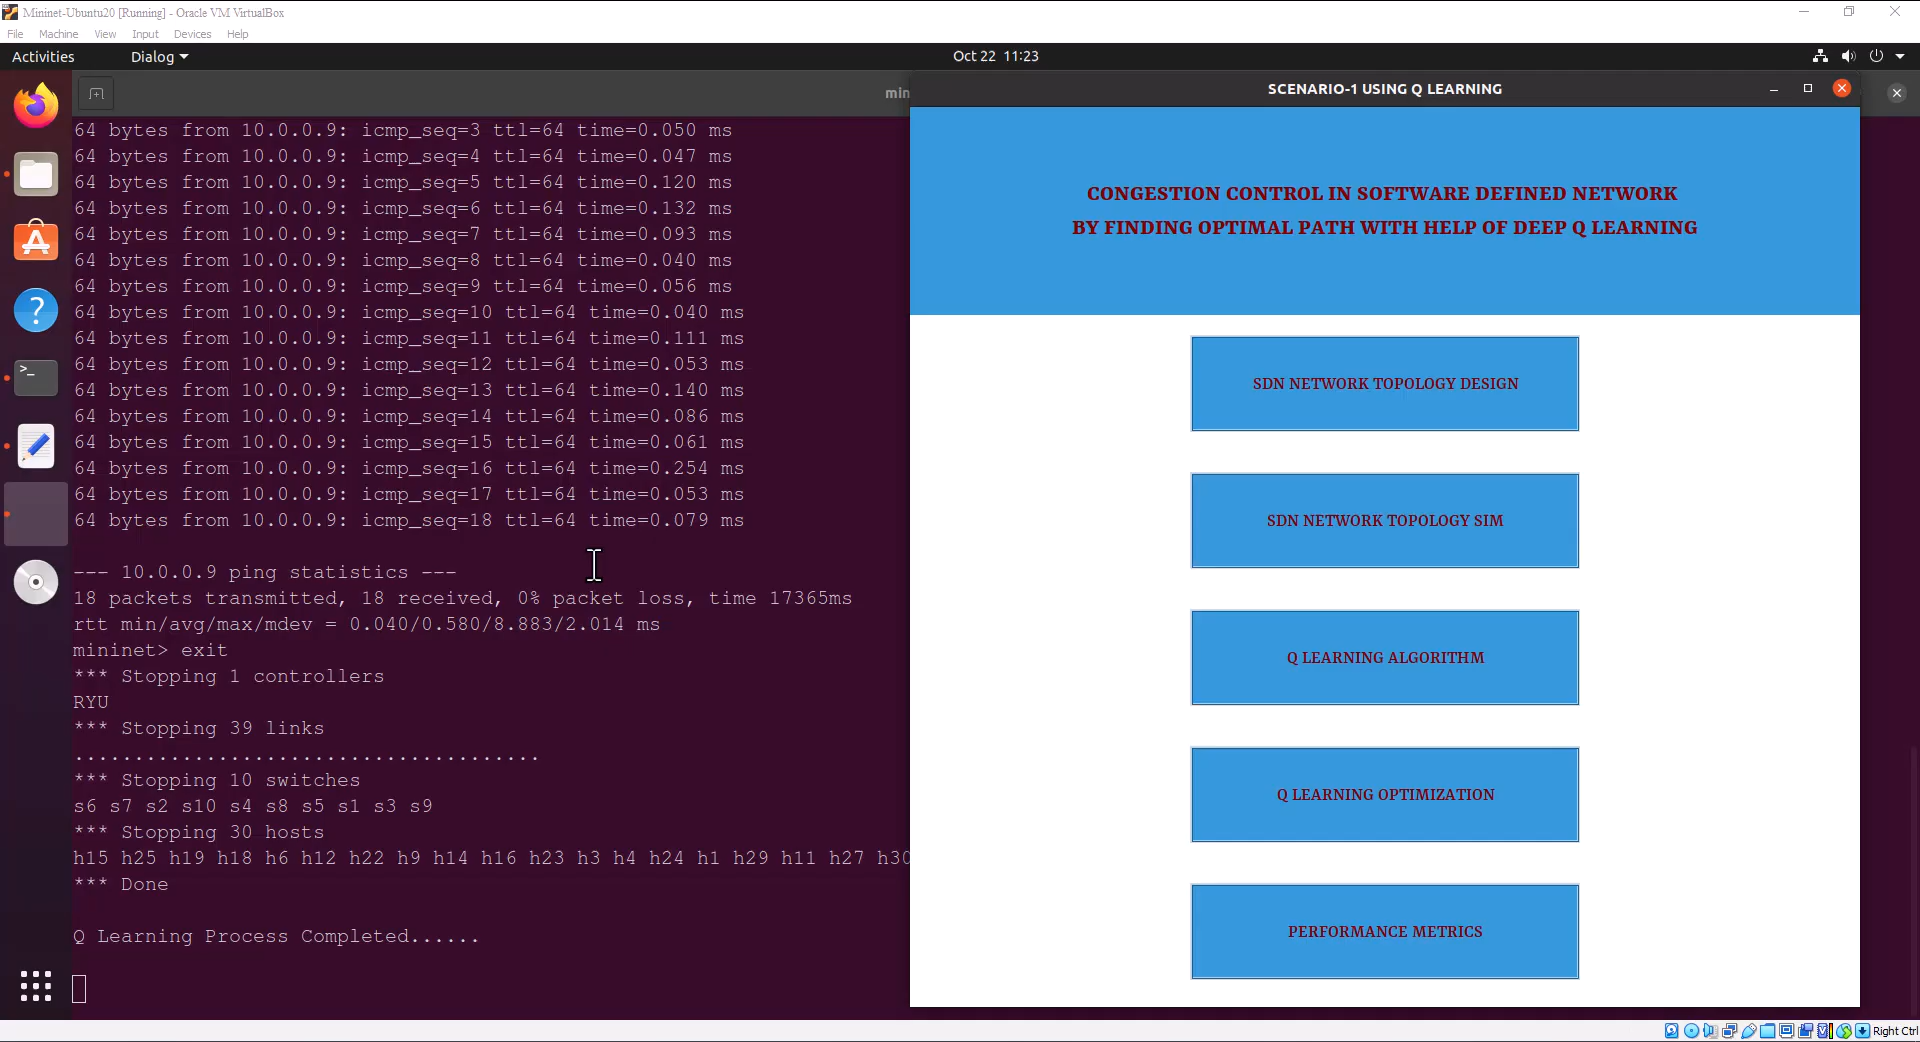 Mininet-Ubuntu20 [Running] - Oracle VM VirtualBox
File Machine View Input Devices Help
Activities Dialog Oct 22 11:23
min
64 bytes from 10.0.0.9: icmp_seq=3 ttl=64 time=0.050 ms
64 bytes from 10.0.0.9: icmp_seq=4 ttl=64 time=0.047 ms
64 bytes from 10.0.0.9: icmp_seq=5 ttl=64 time=0.120 ms
64 bytes from 10.0.0.9: icmp_seq=6 ttl=64 time=0.132 ms
64 bytes from 10.0.0.9: icmp_seq=7 ttl=64 time=0.093 ms
64 bytes from 10.0.0.9: icmp_seq=8 ttl=64 time=0.040 ms
64 bytes from 10.0.0.9: icmp_seq=9 ttl=64 time=0.056 ms
64 bytes from 10.0.0.9: icmp_seq=10 ttl=64 time=0.040 ms
64 bytes from 10.0.0.9: icmp_seq=11 ttl=64 time=0.111 ms
64 bytes from 10.0.0.9: icmp_seq=12 ttl=64 time=0.053 ms
64 bytes from 10.0.0.9: icmp_seq=13 ttl=64 time=0.140 ms
64 bytes from 10.0.0.9: icmp_seq=14 ttl=64 time=0.086 ms
64 bytes from 10.0.0.9: icmp_seq=15 ttl=64 time=0.061 ms
64 bytes from 10.0.0.9: icmp_seq=16 ttl=64 time=0.254 ms
64 bytes from 10.0.0.9: icmp_seq=17 ttl=64 time=0.053 ms
64 bytes from 10.0.0.9: icmp_seq=18 ttl=64 time=0.079 ms
--- 10.0.0.9 ping statistics ---
18 packets transmitted, 18 received, 0% packet loss, time 17365ms
rtt min/avg/max/mdev = 0.040/0.580/8.883/2.014 ms
mininet> exit
*** Stopping 1 controllers
RYU
*** Stopping 39 links
.......................................
*** Stopping 10 switches
s6 s7 s2 s10 s4 s8 s5 s1 s3 s9
*** Stopping 30 hosts
h15 h25 h19 h18 h6 h12 h22 h9 h14 h16 h23 h3 h4 h24 h1 h29 h11 h27 h30
*** Done
Q Learning Process Completed......
SCENARIO-1 USING Q LEARNING
CONGESTION CONTROL IN SOFTWARE DEFINED NETWORK
BY FINDING OPTIMAL PATH WITH HELP OF DEEP Q LEARNING
SDN NETWORK TOPOLOGY DESIGN
SDN NETWORK TOPOLOGY SIM
Q LEARNING ALGORITHM
Q LEARNING OPTIMIZATION
PERFORMANCE METRICS
Right Ctrl